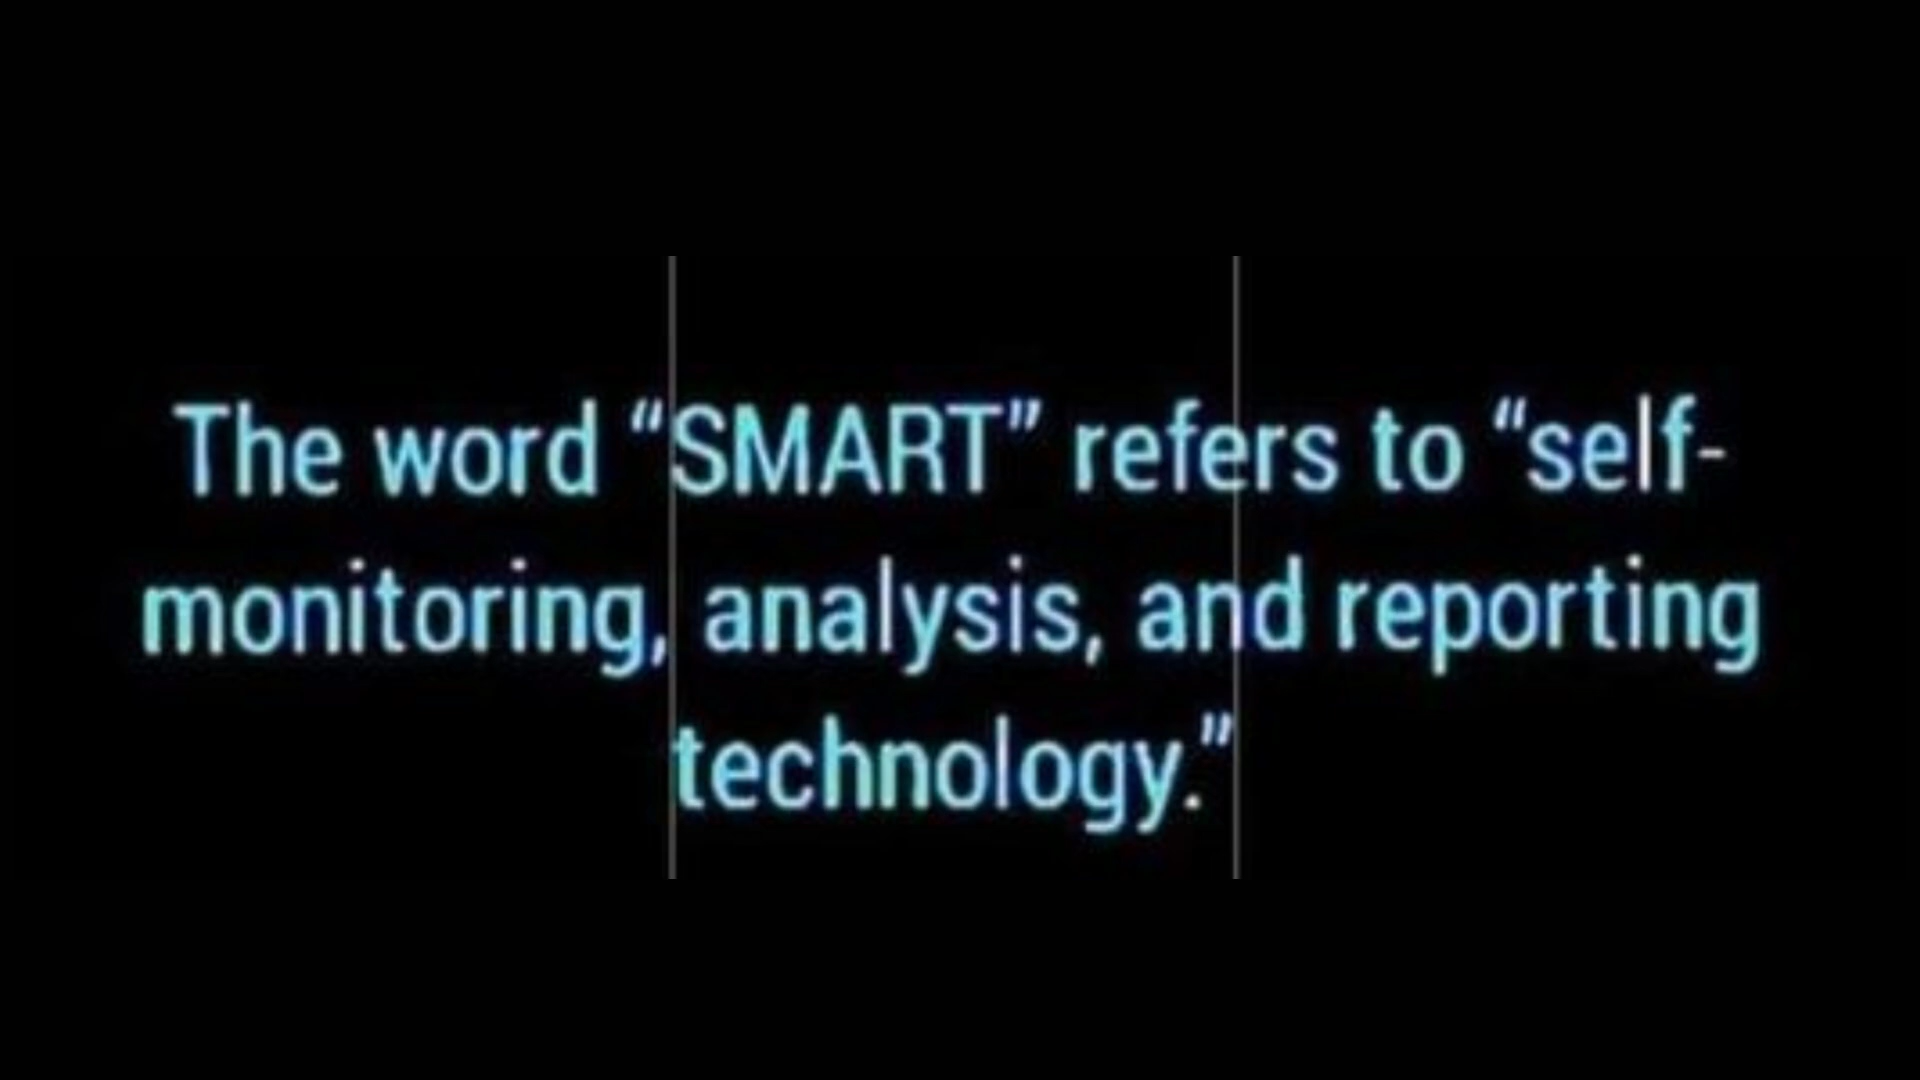 The word “SMART” refers to “self-
monitoring, analysis, and reporting
technology.”